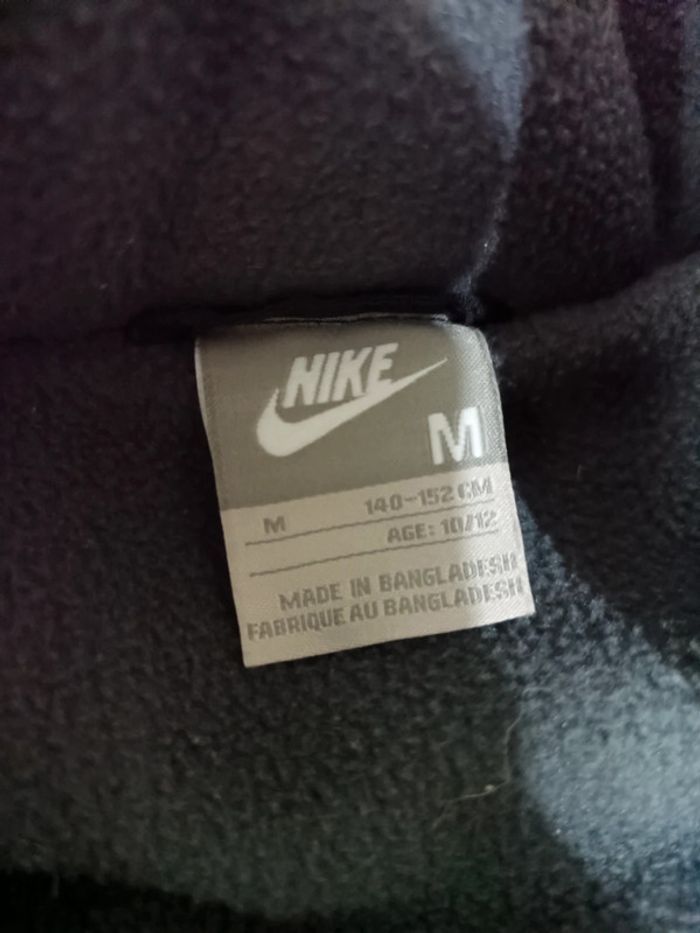 NIKE
M
M 140-152 CM
AGE: 10/12
MADE IN BANGLADESH
FABRIQUE AU BANGLADESH